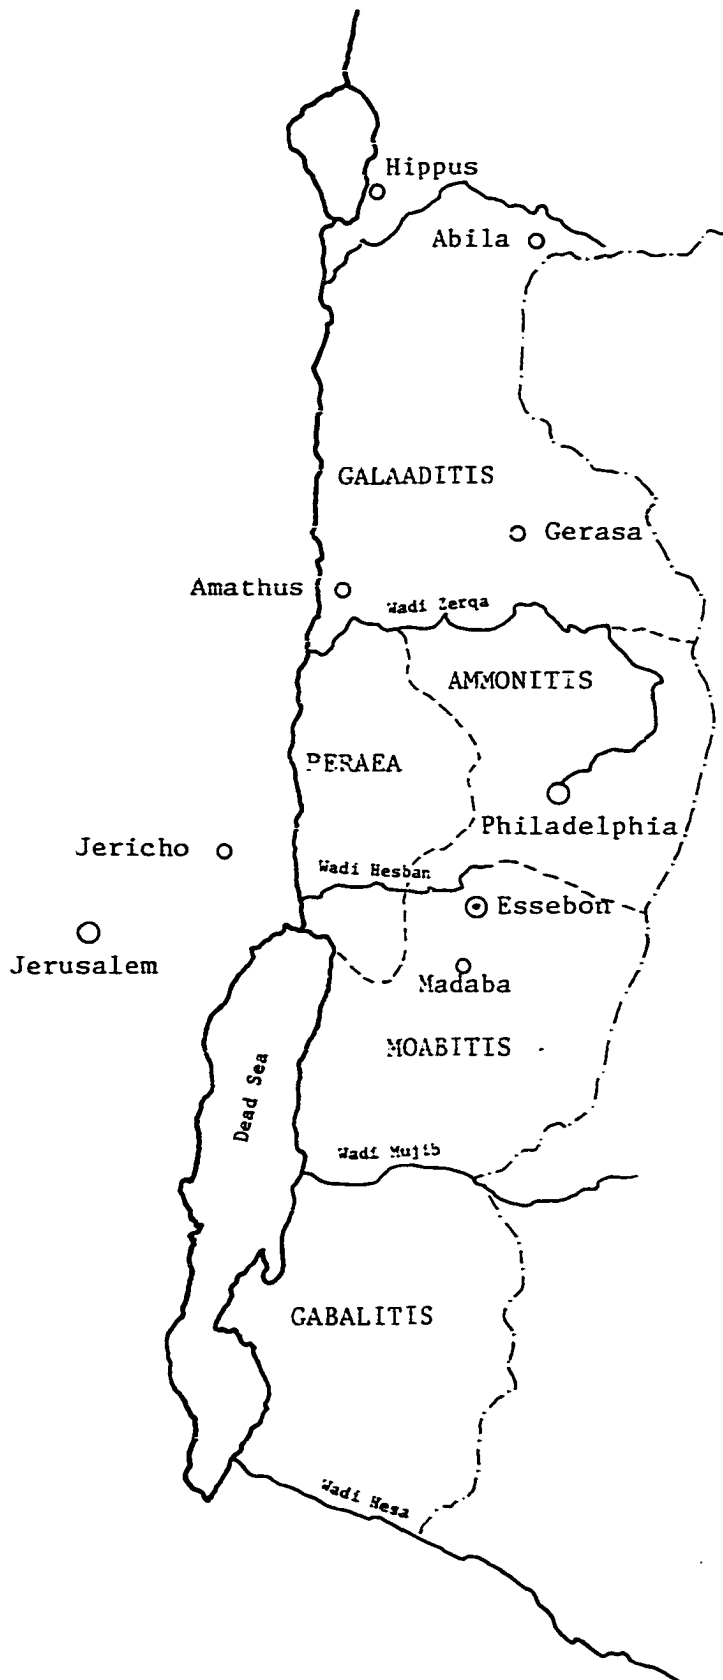 Hippus
Abila
GALAADITIS
Gerasa
Amathus
Wadi Zerqa
AMMONITIS
PERAEA
Philadelphia
Jericho
Wadi Hesban
Essebon
Jerusalem
Madaba
MOABITIS
Dead Sea
Wadi Mujib
GABALITIS
Wadi Hesa